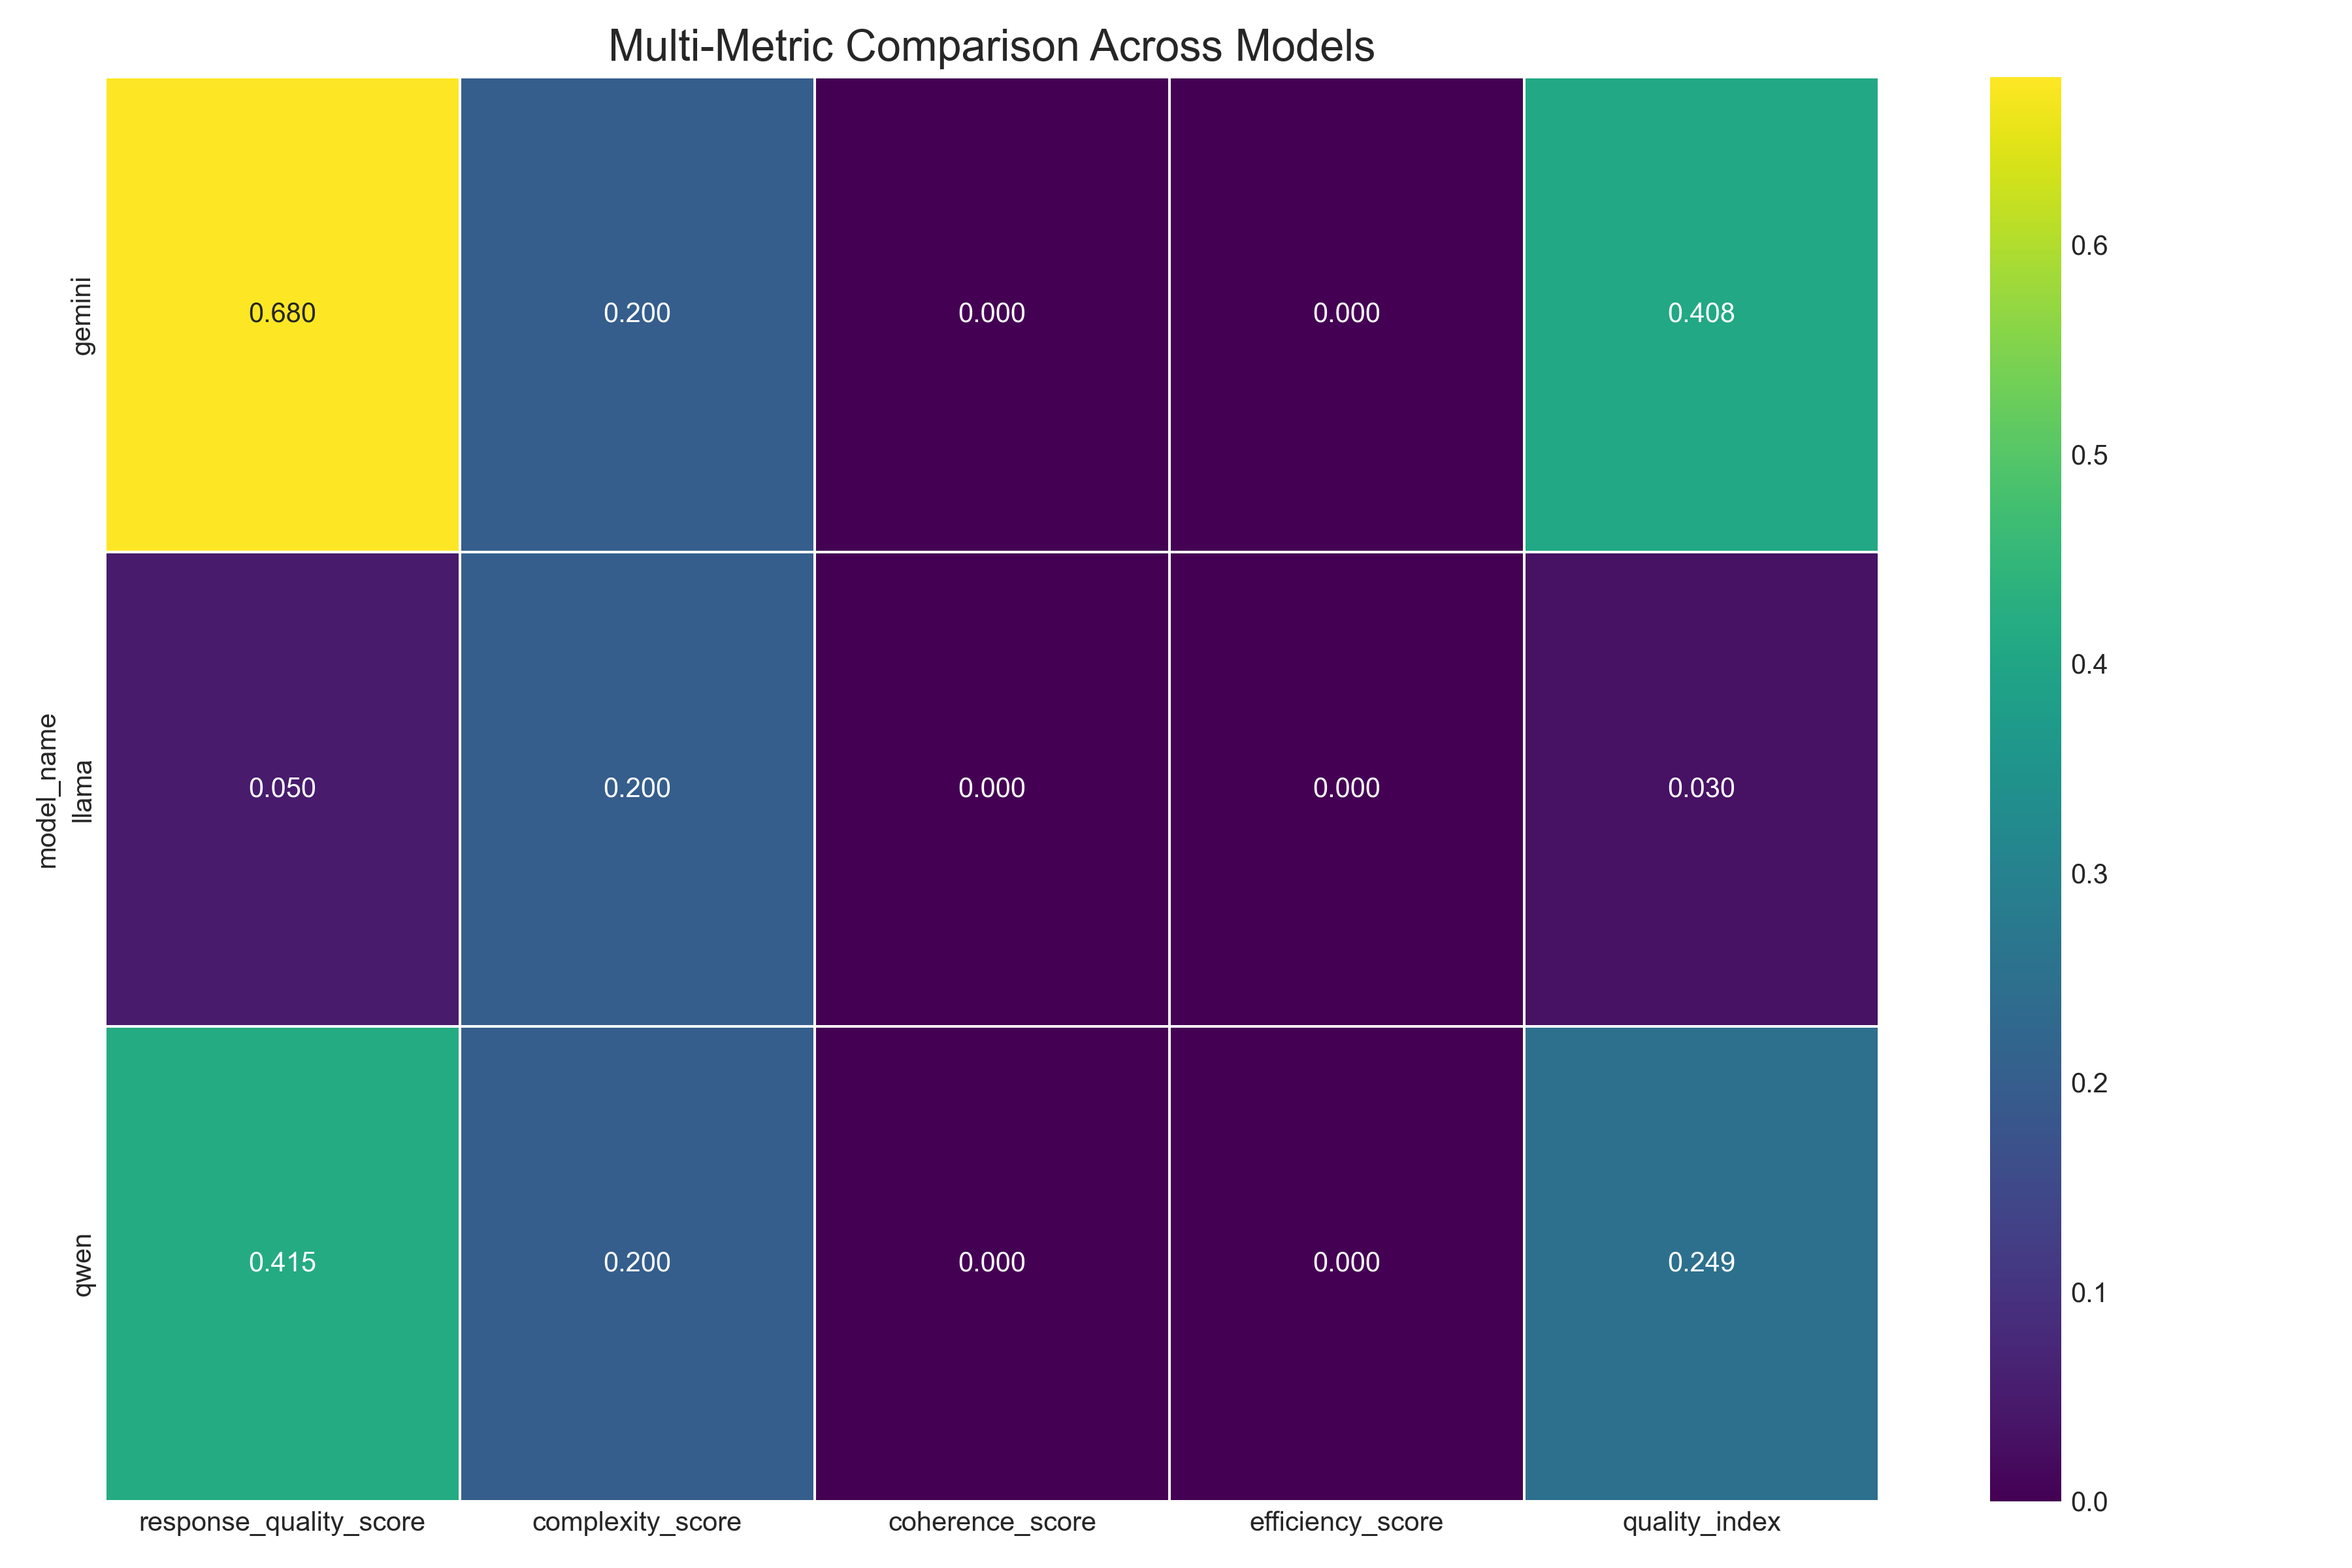 Multi-Metric Comparison Across Models
model_name
gemini
0.680 0.200 0.000 0.000 0.408
llama
0.050 0.200 0.000 0.000 0.030
qwen
0.415 0.200 0.000 0.000 0.249
response_quality_score complexity_score coherence_score efficiency_score quality_index
0.6
0.5
0.4
0.3
0.2
0.1
0.0